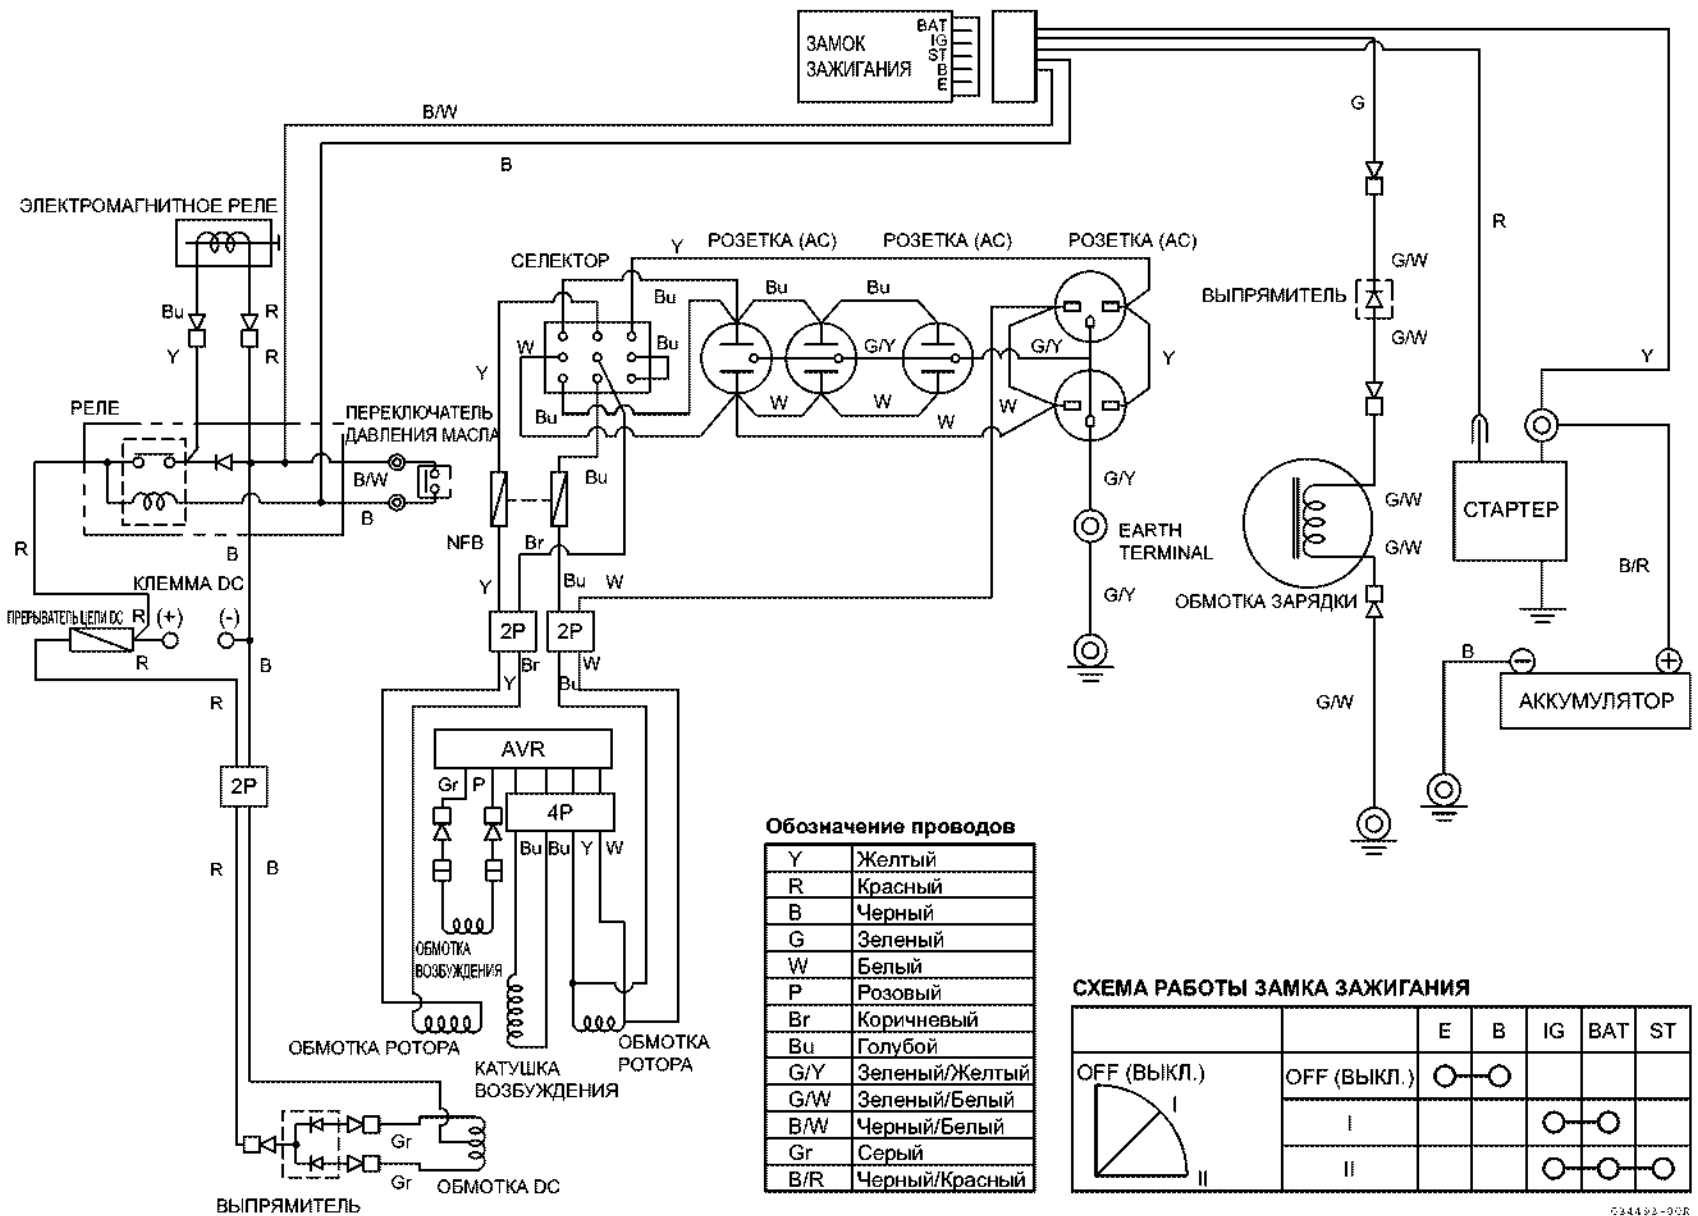 ЗАМОК
ЗАЖИГАНИЯ
BAT
IG
ST
B
E
B/W
B
G
R
ЭЛЕКТРОМАГНИТНОЕ РЕЛЕ
Bu
R
Y
R
СЕЛЕКТОР
Y
РОЗЕТКА (AC)
РОЗЕТКА (AC)
РОЗЕТКА (AC)
Bu
Bu
Bu
G/W
ВЫПРЯМИТЕЛЬ
G/W
W
Bu
G/Y
G/Y
Y
Y
Y
Bu
W
W
W
W
РЕЛЕ
ПЕРЕКЛЮЧАТЕЛЬ
ДАВЛЕНИЯ МАСЛА
B/W
B
Bu
G/Y
NFB
Br
EARTH
TERMINAL
G/W
G/W
СТАРТЕР
R
B
КЛЕММА DC
Y
Bu
W
G/Y
ОБМОТКА ЗАРЯДКИ
B/R
ПРЕРЫВАТЕЛЬ ЦЕПИ DC
R
(+)
(-)
2P
2P
R
B
Br
W
Y
Bu
B
−
+
R
G/W
АККУМУЛЯТОР
AVR
2P
Gr
P
4P
Bu
Bu
Y
W
R
B
ОБМОТКА
ВОЗБУЖДЕНИЯ
ОБМОТКА РОТОРА
КАТУШКА
ВОЗБУЖДЕНИЯ
ОБМОТКА
РОТОРА
Gr
Gr
ОБМОТКА DC
ВЫПРЯМИТЕЛЬ
Обозначение проводов
Y Желтый
R Красный
B Черный
G Зеленый
W Белый
P Розовый
Br Коричневый
Bu Голубой
G/Y Зеленый/Желтый
G/W Зеленый/Белый
B/W Черный/Белый
Gr Серый
B/R Черный/Красный
СХЕМА РАБОТЫ ЗАМКА ЗАЖИГАНИЯ
E B IG BAT ST
OFF (ВЫКЛ.)
I
II
OFF (ВЫКЛ.)
I
II
034493-00R